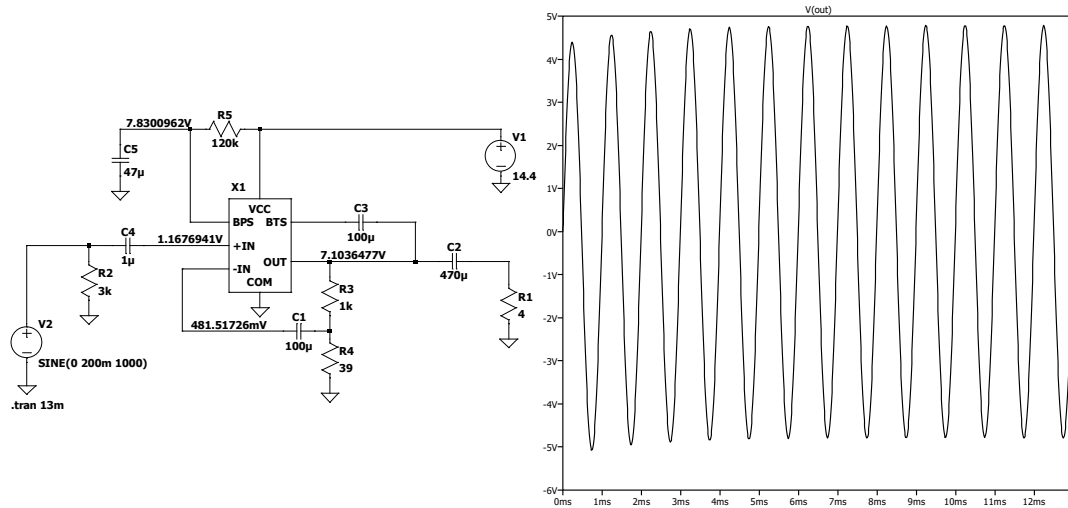 V(out)
7.8300962V
R5
120k
C5
47µ
V1
14.4
X1
VCC
BPS
BTS
+IN
OUT
-IN
COM
C3
100µ
C4
1µ
1.1676941V
7.1036477V
C2
470µ
R2
3k
R3
1k
R1
4
481.51726mV
C1
100µ
R4
39
V2
SINE(0 200m 1000)
.tran 13m
5V
4V
3V
2V
1V
0V
-1V
-2V
-3V
-4V
-5V
-6V
0ms 1ms 2ms 3ms 4ms 5ms 6ms 7ms 8ms 9ms 10ms 11ms 12ms